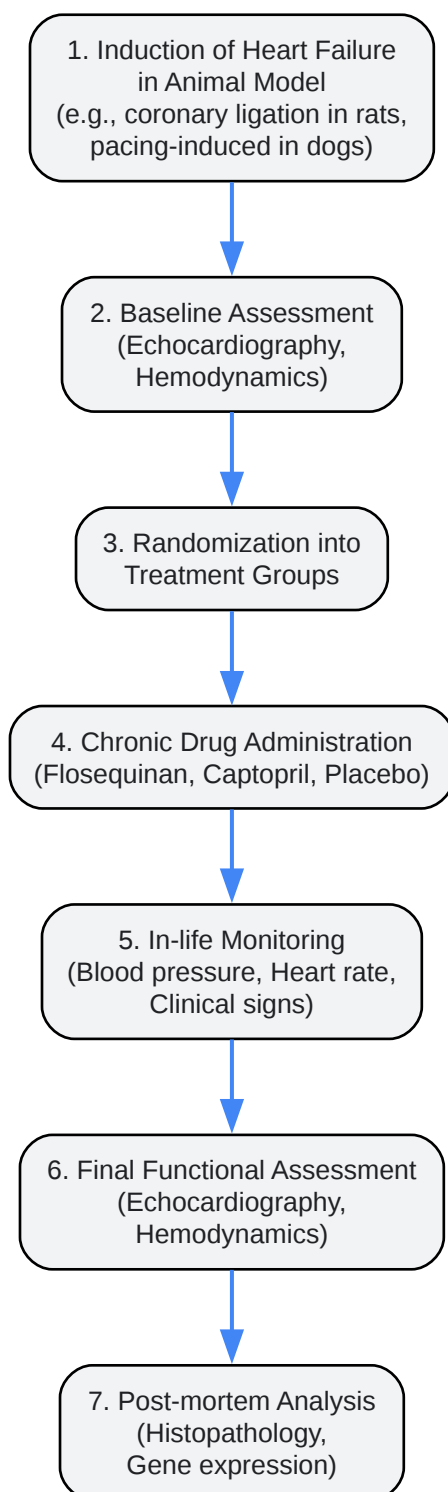 1. Induction of Heart Failure
in Animal Model
(e.g., coronary ligation in rats,
pacing-induced in dogs)
2. Baseline Assessment
(Echocardiography,
Hemodynamics)
3. Randomization into
Treatment Groups
4. Chronic Drug Administration
(Flosequinan, Captopril, Placebo)
5. In-life Monitoring
(Blood pressure, Heart rate,
Clinical signs)
6. Final Functional Assessment
(Echocardiography,
Hemodynamics)
7. Post-mortem Analysis
(Histopathology,
Gene expression)